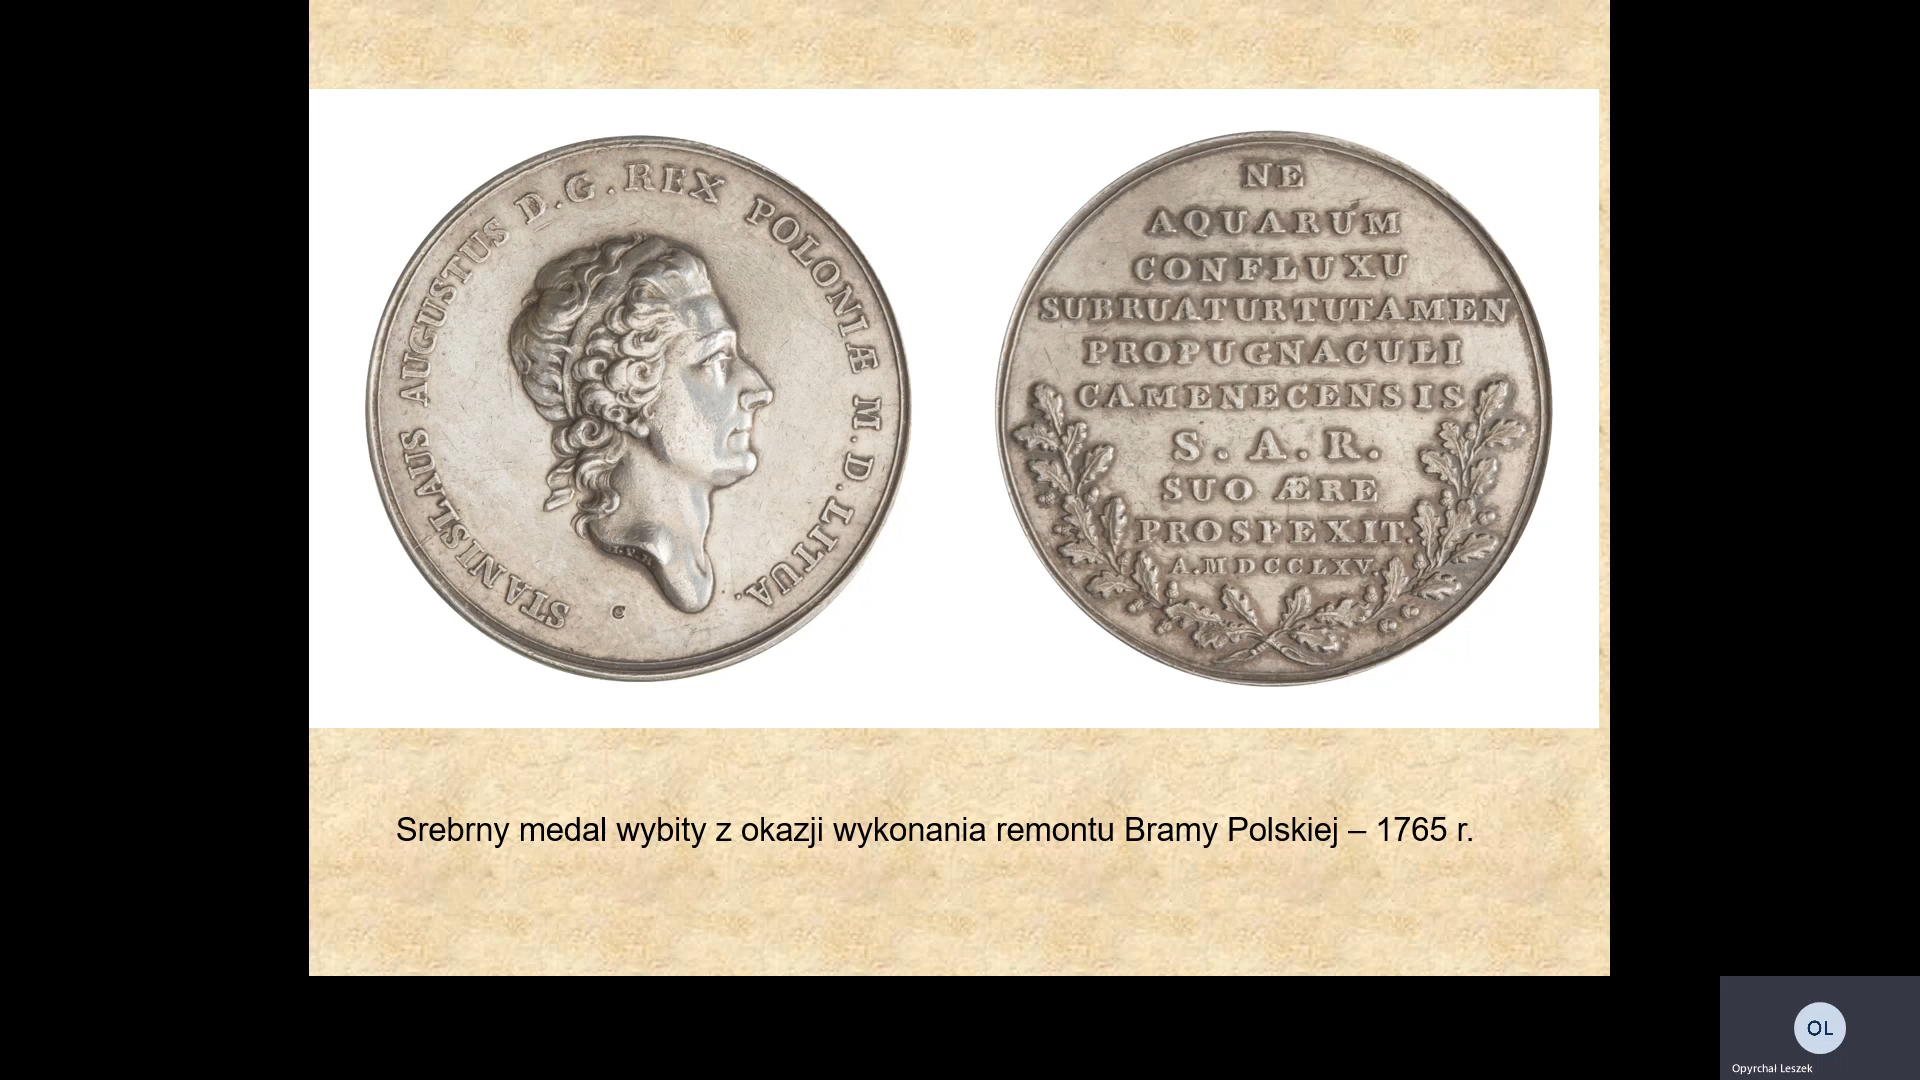 STANISLAUS AUGUSTUS D.G. REX POLONIÆ M.D. LITUA.
NE
AQUARUM
CONFLUXU
SUBRUATUR TUTAMEN
PROPUGNACULI
CAMENECENSIS
S. A. R.
SUO ÆRE
PROSPEXIT.
A. MDCCLXV.
Srebrny medal wybity z okazji wykonania remontu Bramy Polskiej – 1765 r.
OL
Opyrchal Leszek